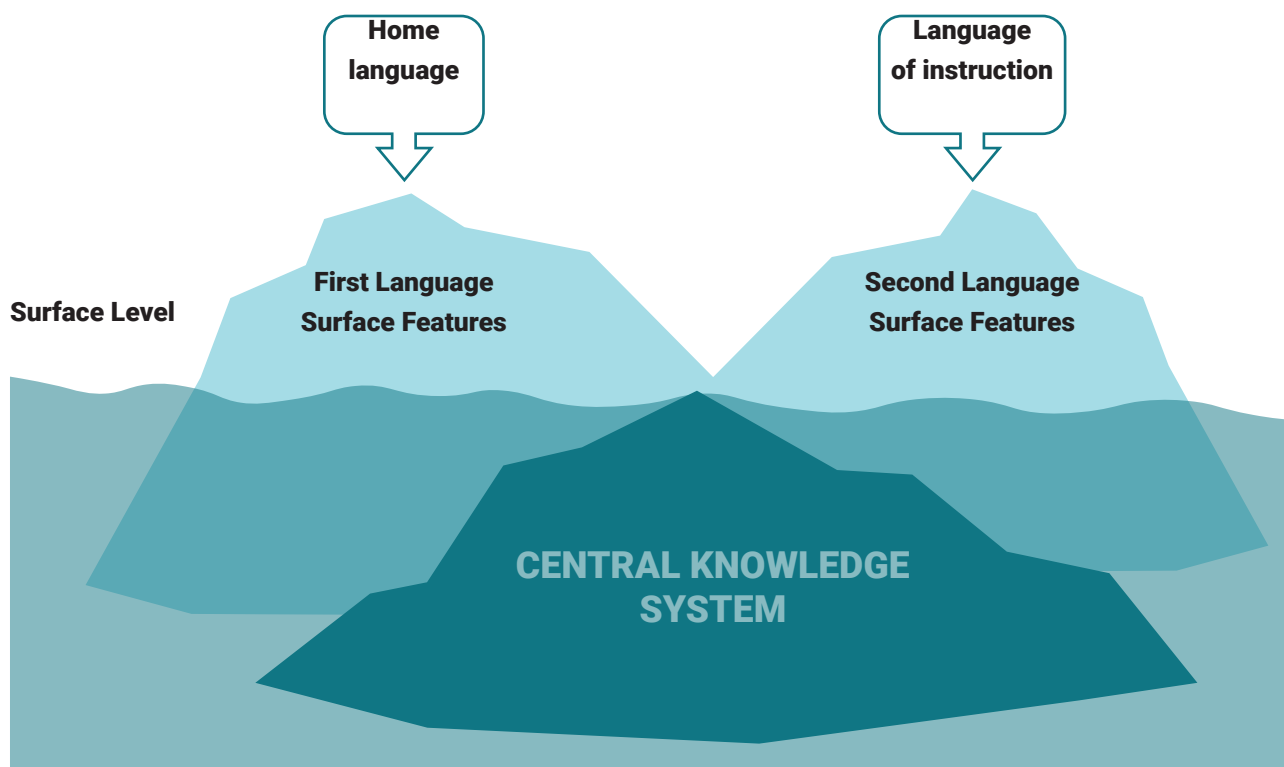 Home
language
Language
of instruction
First Language
Surface Features
Second Language
Surface Features
Surface Level
CENTRAL KNOWLEDGE
SYSTEM